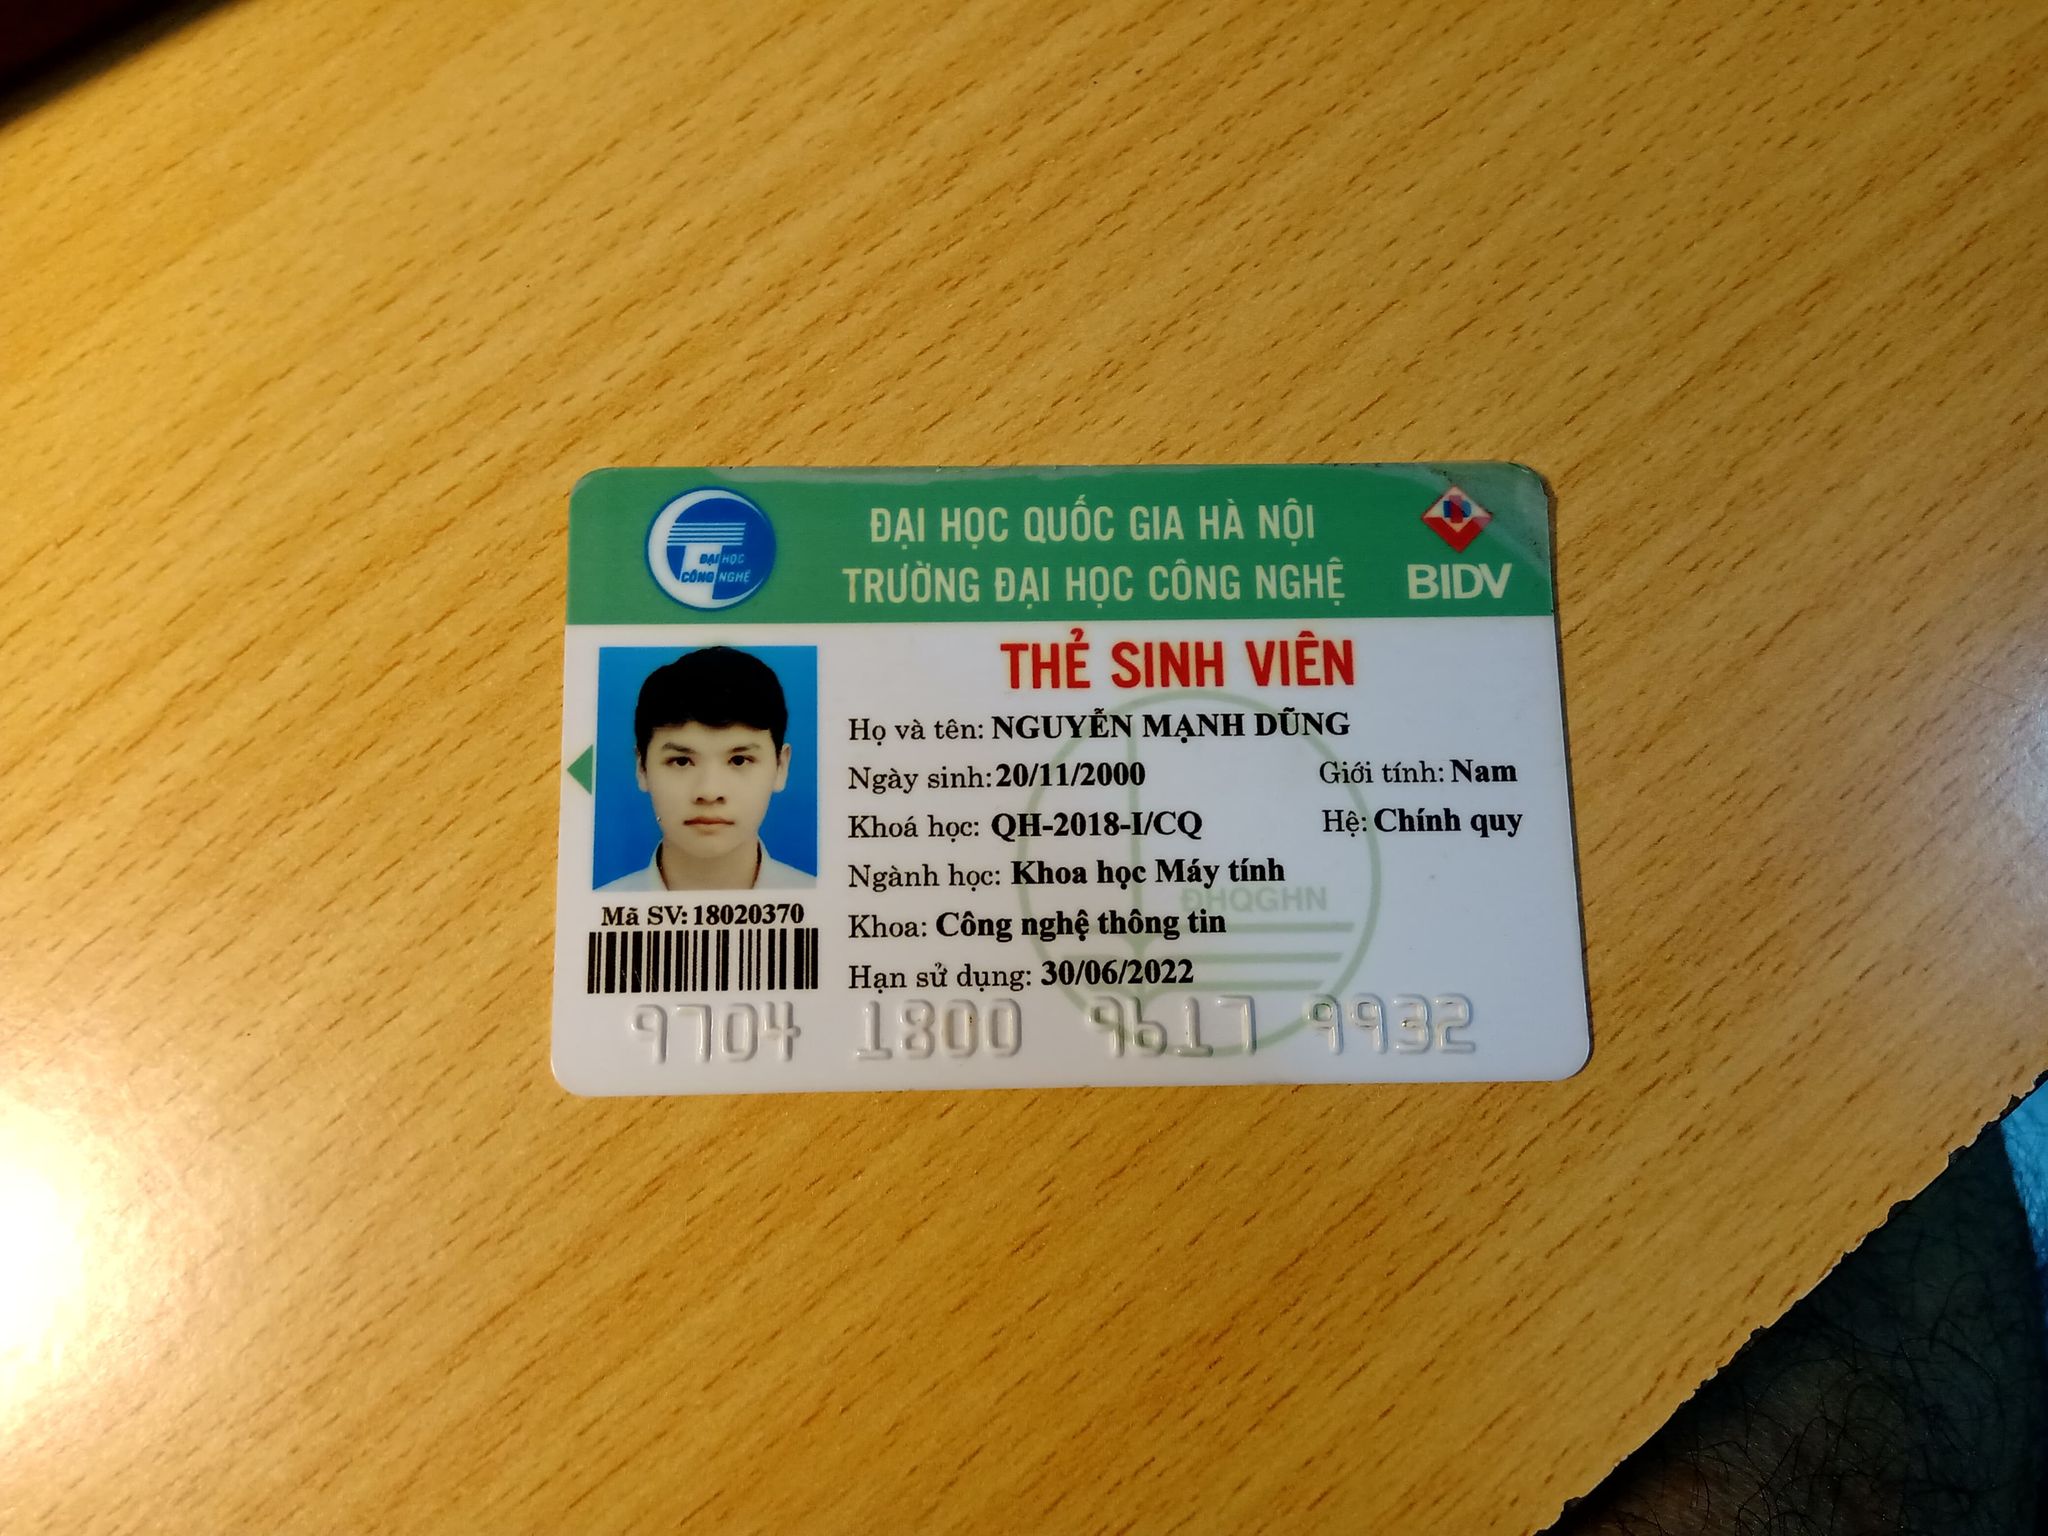 ĐẠI HỌC QUỐC GIA HÀ NỘI
TRƯỜNG ĐẠI HỌC CÔNG NGHỆ
ĐẠI HỌC
CÔNG NGHỆ
BIDV
THẺ SINH VIÊN
Họ và tên: NGUYỄN MẠNH DŨNG
Ngày sinh: 20/11/2000 Giới tính: Nam
Khoá học: QH-2018-I/CQ Hệ: Chính quy
Ngành học: Khoa học Máy tính
ĐHQGHN
Khoa: Công nghệ thông tin
Hạn sử dụng: 30/06/2022
Mã SV: 18020370
9704 1800 9617 9932